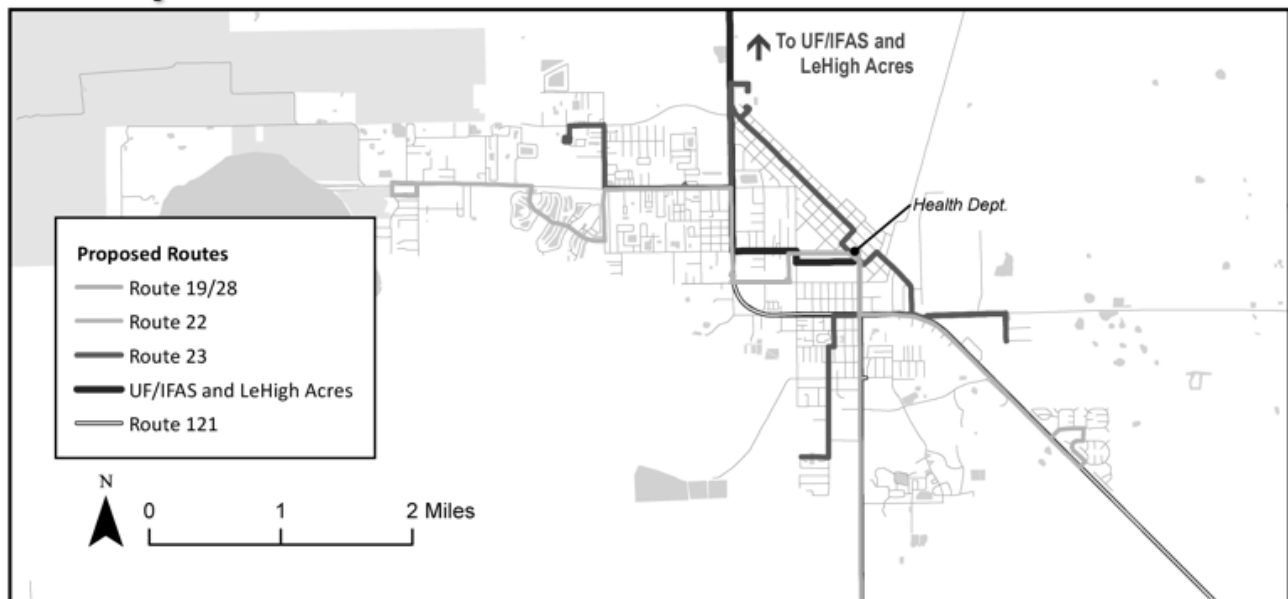 To UF/IFAS and
LeHigh Acres
Health Dept.
Proposed Routes
Route 19/28
Route 22
Route 23
UF/IFAS and LeHigh Acres
Route 121
N
0 1 2 Miles